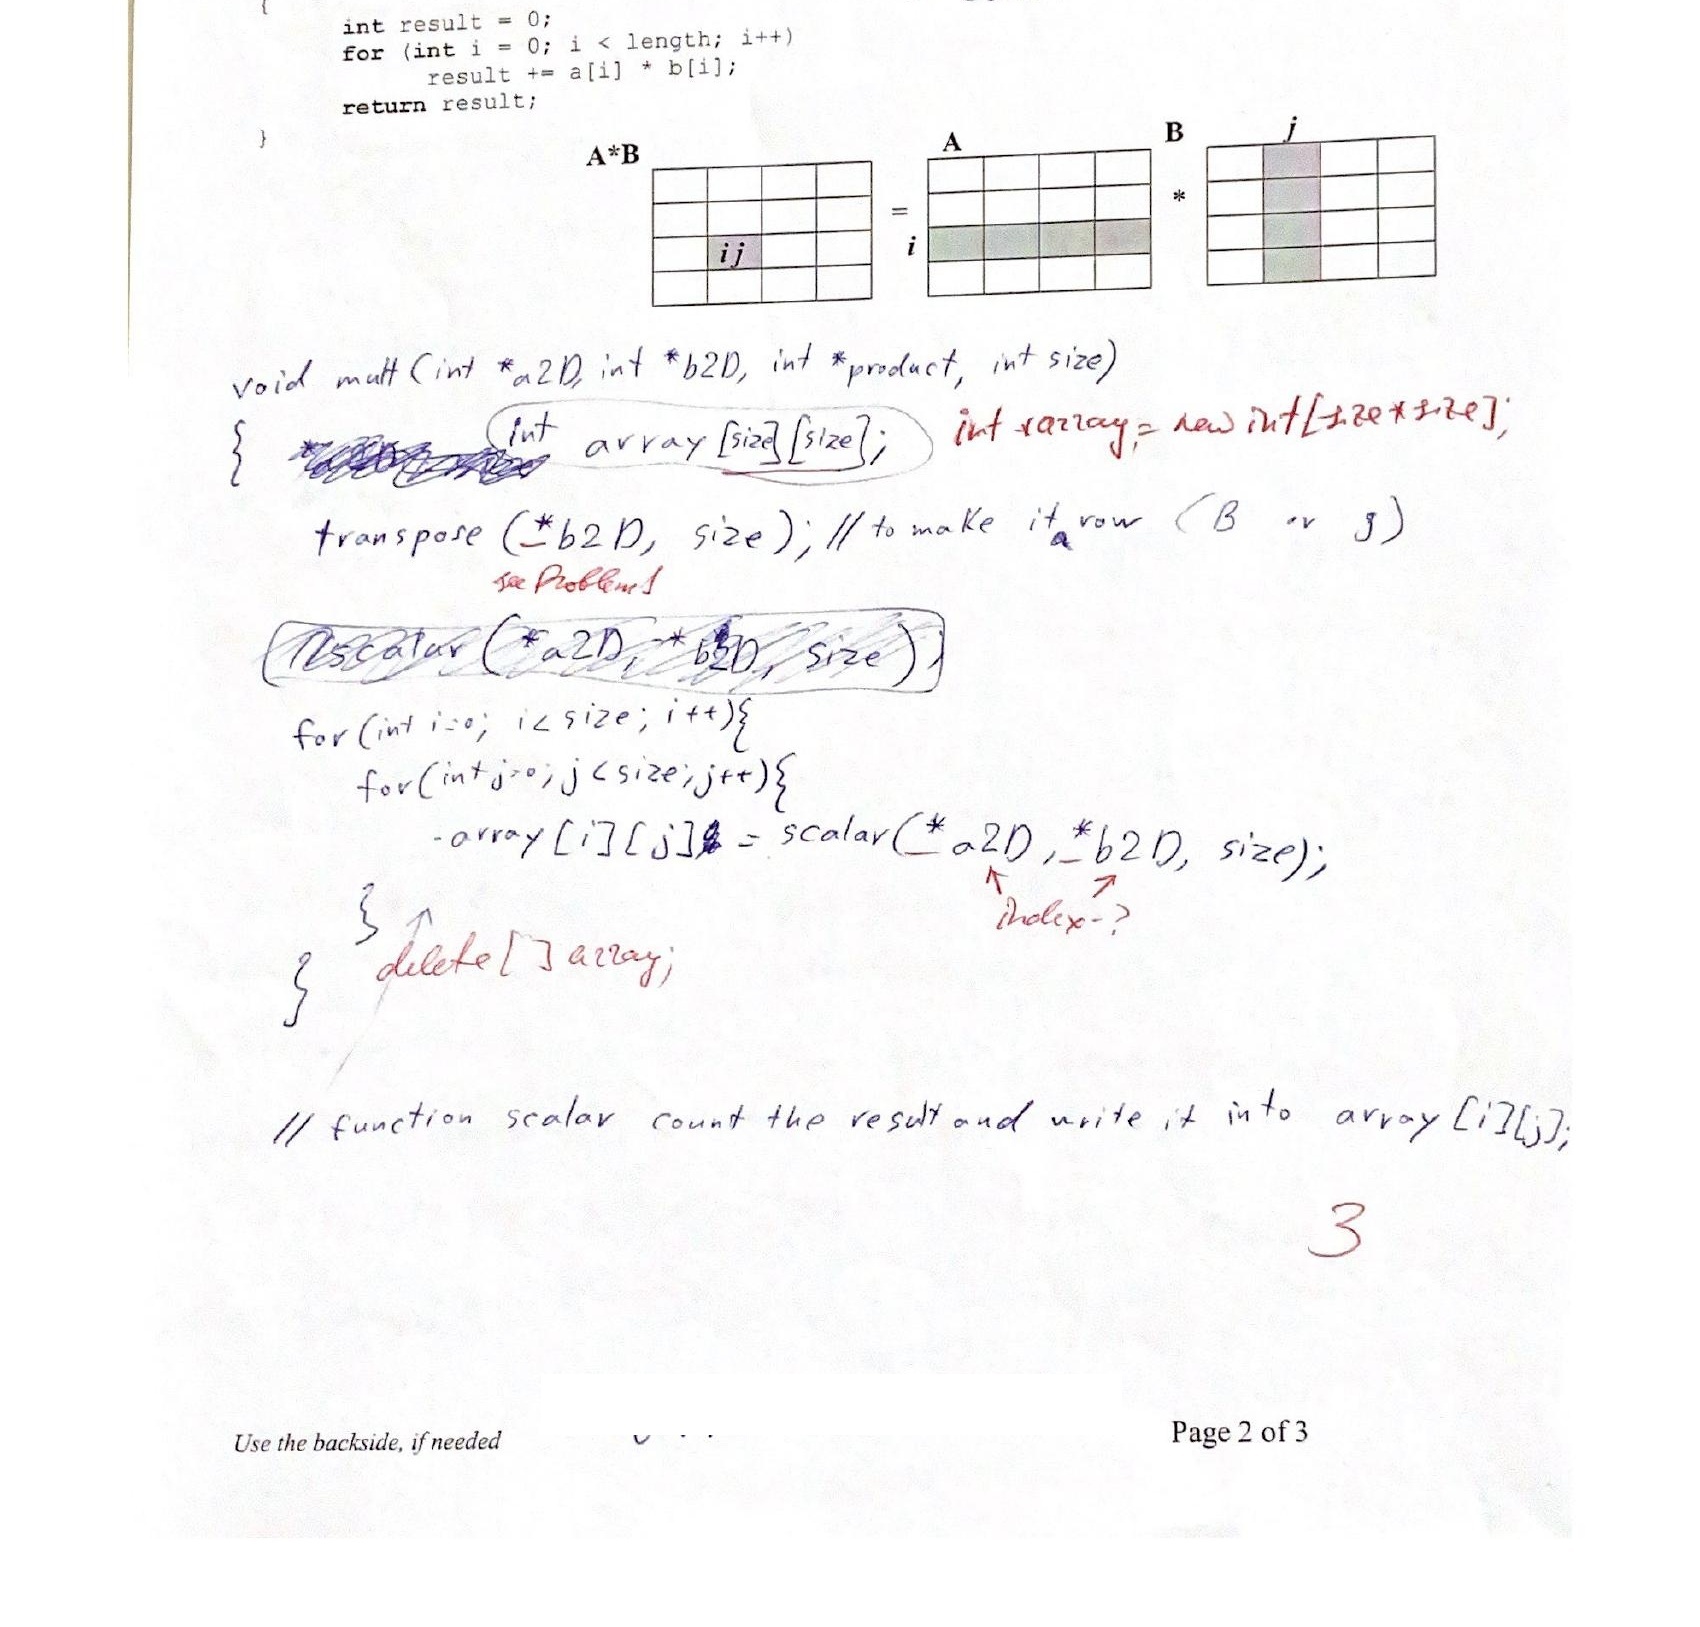 {
int result = 0;
for (int i = 0; i < length; i++)
result += a[i] * b[i];
return result;
}
A*B
A
B
j
=
*
i
ij
void mult (int *a2D, int *b2D, int *product, int size)
{ int array [size][size]; int *array = new int[size*size];
transpose (*b2D, size); // to make it a row (B or j)
see Problem 1
scalar (*a2D, *b2D, size);
for (int i=0; i<size; i++){
for (int j=0; j<size; j++){
array [i][j] = scalar(*a2D, *b2D, size);
index-?
}
delete[] array;
}
// function scalar count the result and write it into array [i][j];
3
Use the backside, if needed
Page 2 of 3